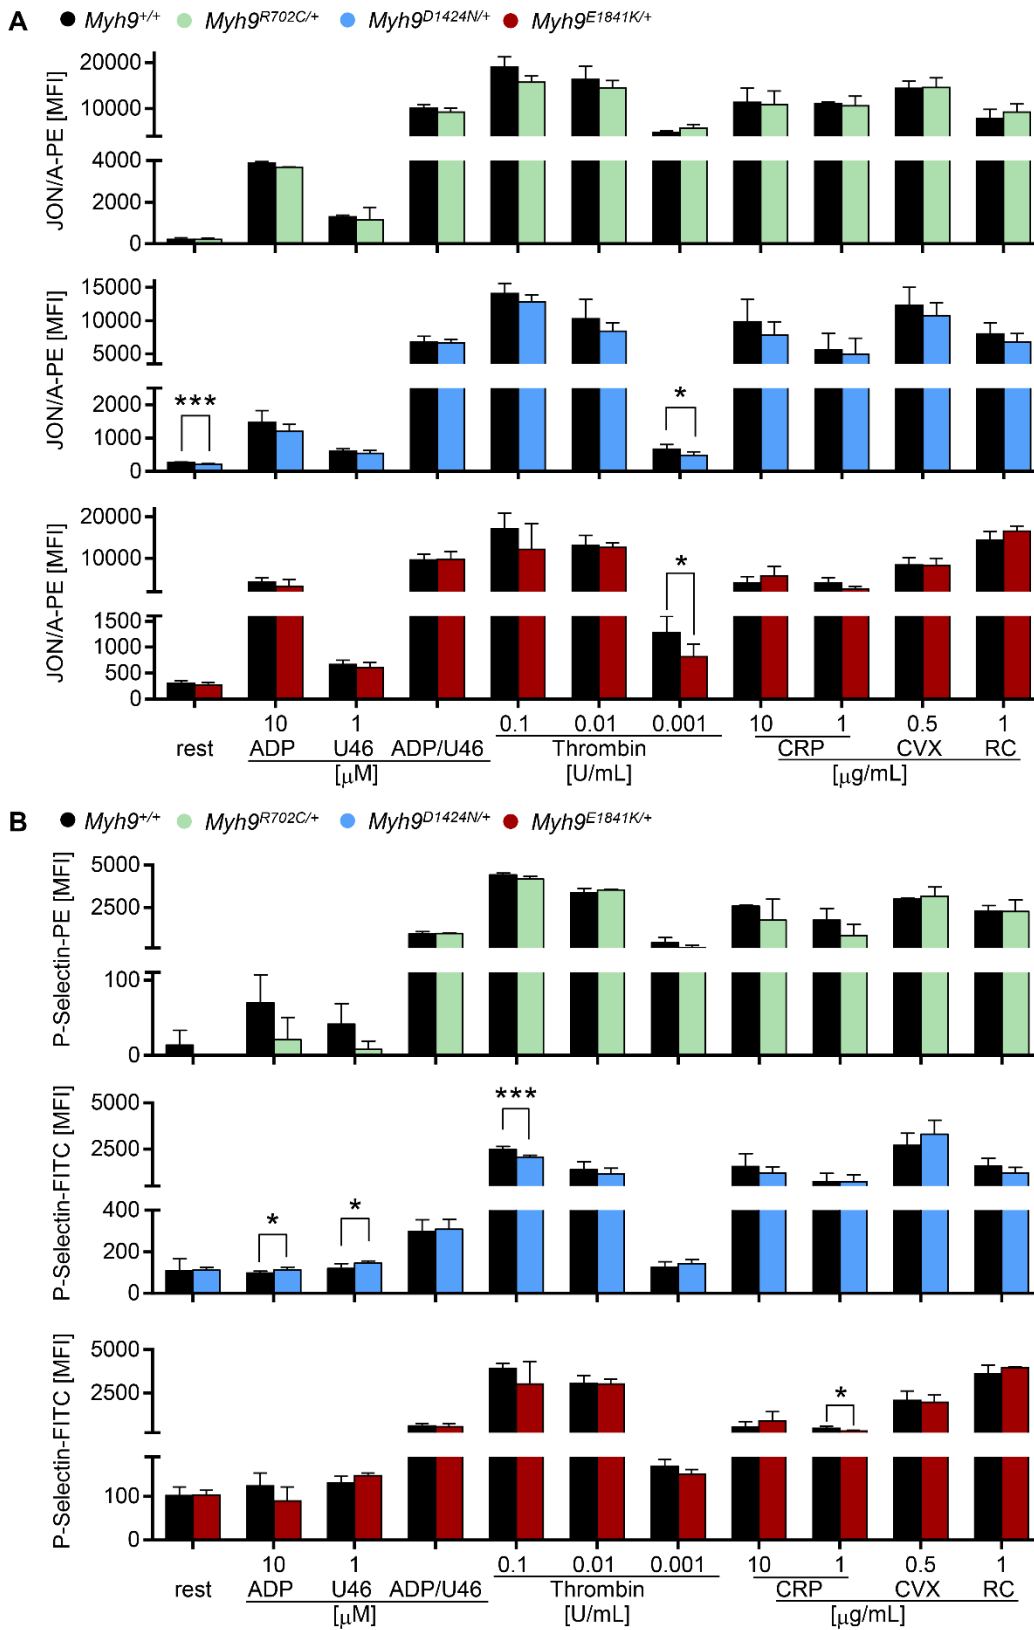 A Myh9+/+ Myh9R702C/+ Myh9D1424N/+ Myh9E1841K/+
JON/A-PE [MFI]
20000
10000
4000
2000
0
JON/A-PE [MFI]
15000
10000
5000
2000
1000
0
*** *
JON/A-PE [MFI]
20000
10000
1500
1000
500
0
*
10 1 0.1 0.01 0.001 10 1 0.5 1
rest ADP U46 ADP/U46 Thrombin CRP CVX RC
[μM] [U/mL] [μg/mL]
B Myh9+/+ Myh9R702C/+ Myh9D1424N/+ Myh9E1841K/+
P-Selectin-PE [MFI]
5000
2500
100
0
P-Selectin-FITC [MFI]
5000
2500
400
200
0
* * ***
P-Selectin-FITC [MFI]
5000
2500
100
0
*
10 1 0.1 0.01 0.001 10 1 0.5 1
rest ADP U46 ADP/U46 Thrombin CRP CVX RC
[μM] [U/mL] [μg/mL]